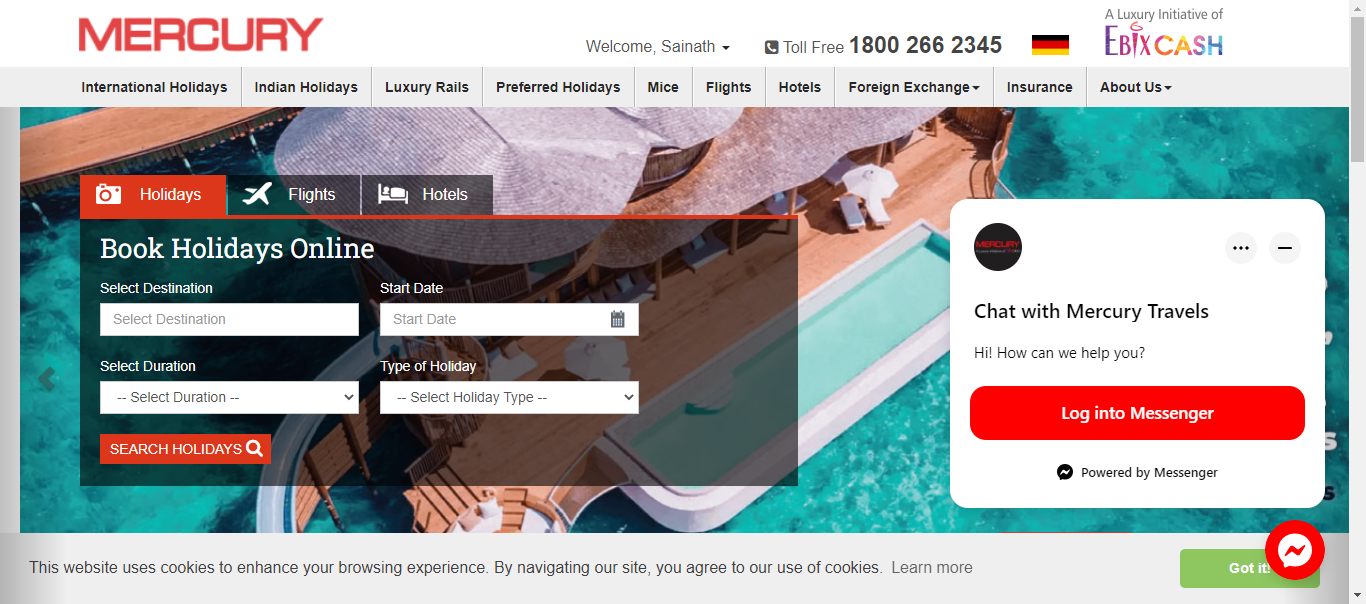 MERCURY
Welcome, Sainath
Toll Free 1800 266 2345
A Luxury Initiative of
EBIXCASH
International Holidays
Indian Holidays
Luxury Rails
Preferred Holidays
Mice
Flights
Hotels
Foreign Exchange
Insurance
About Us
Holidays
Flights
Hotels
Book Holidays Online
Select Destination
Start Date
Select Destination
Start Date
Select Duration
Type of Holiday
-- Select Duration --
-- Select Holiday Type --
SEARCH HOLIDAYS
MERCURY
Chat with Mercury Travels
Hi! How can we help you?
Log into Messenger
Powered by Messenger
This website uses cookies to enhance your browsing experience. By navigating our site, you agree to our use of cookies. Learn more
Got it!